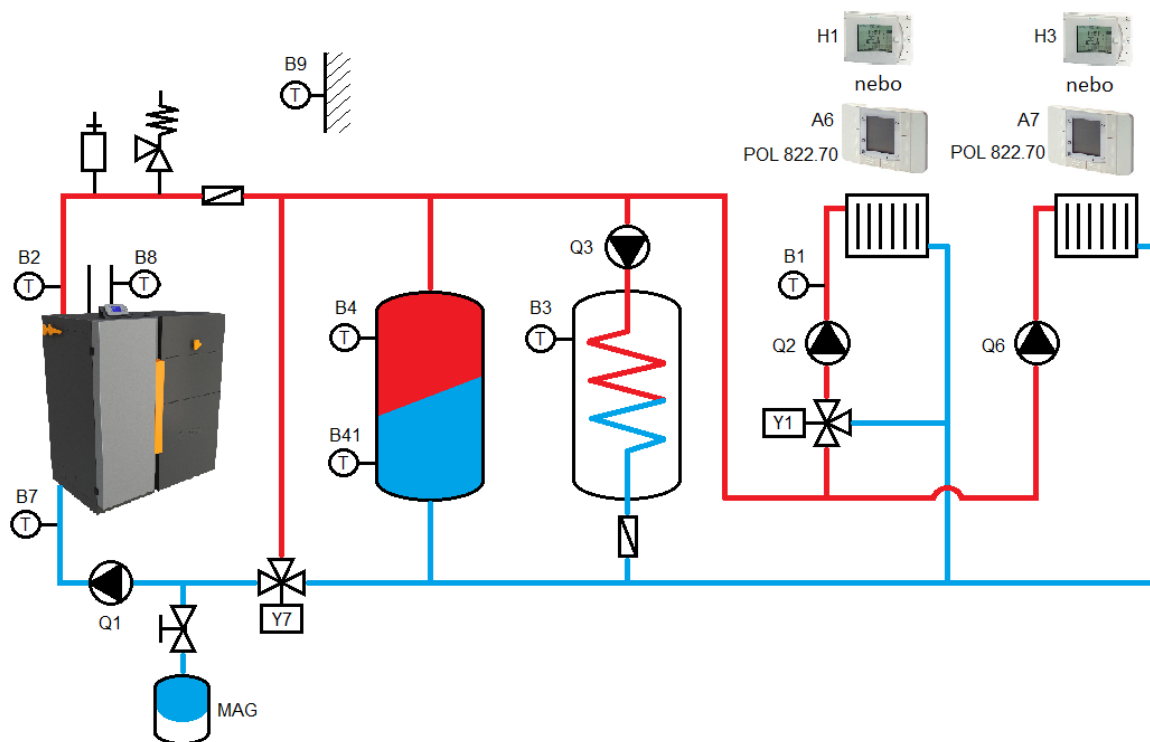 H1
H3
nebo
nebo
B9
T
A6
A7
POL 822.70
POL 822.70
B2
T
B8
T
Q3
B1
T
B4
T
B3
T
Q2
Q6
Y1
B41
T
B7
T
Q1
Y7
MAG